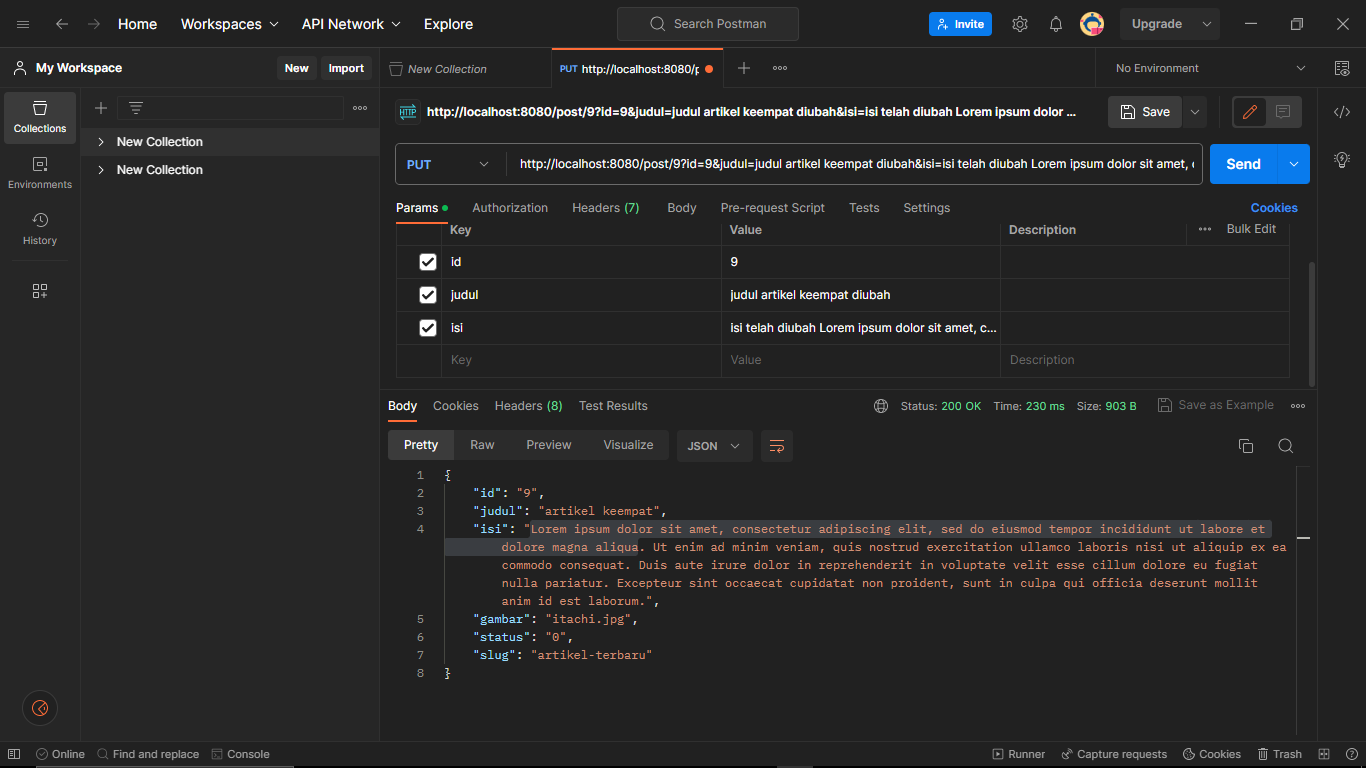 Home Workspaces API Network Explore Search Postman Invite Upgrade
My Workspace New Import New Collection PUT http://localhost:8080/p No Environment
Collections
Environments
History
New Collection
New Collection
HTTP http://localhost:8080/post/9?id=9&judul=judul artikel keempat diubah&isi=isi telah diubah Lorem ipsum dolor ... Save
PUT http://localhost:8080/post/9?id=9&judul=judul artikel keempat diubah&isi=isi telah diubah Lorem ipsum dolor sit amet, Send
Params Authorization Headers (7) Body Pre-request Script Tests Settings Cookies
Key Value Description Bulk Edit
id 9
judul judul artikel keempat diubah
isi isi telah diubah Lorem ipsum dolor sit amet, c...
Key Value Description
Body Cookies Headers (8) Test Results Status: 200 OK Time: 230 ms Size: 903 B Save as Example
Pretty Raw Preview Visualize JSON
1 {
2 "id": "9",
3 "judul": "artikel keempat",
4 "isi": "Lorem ipsum dolor sit amet, consectetur adipiscing elit, sed do eiusmod tempor incididunt ut labore et
dolore magna aliqua. Ut enim ad minim veniam, quis nostrud exercitation ullamco laboris nisi ut aliquip ex ea
commodo consequat. Duis aute irure dolor in reprehenderit in voluptate velit esse cillum dolore eu fugiat
nulla pariatur. Excepteur sint occaecat cupidatat non proident, sunt in culpa qui officia deserunt mollit
anim id est laborum.",
5 "gambar": "itachi.jpg",
6 "status": "0",
7 "slug": "artikel-terbaru"
8 }
Online Find and replace Console Runner Capture requests Cookies Trash